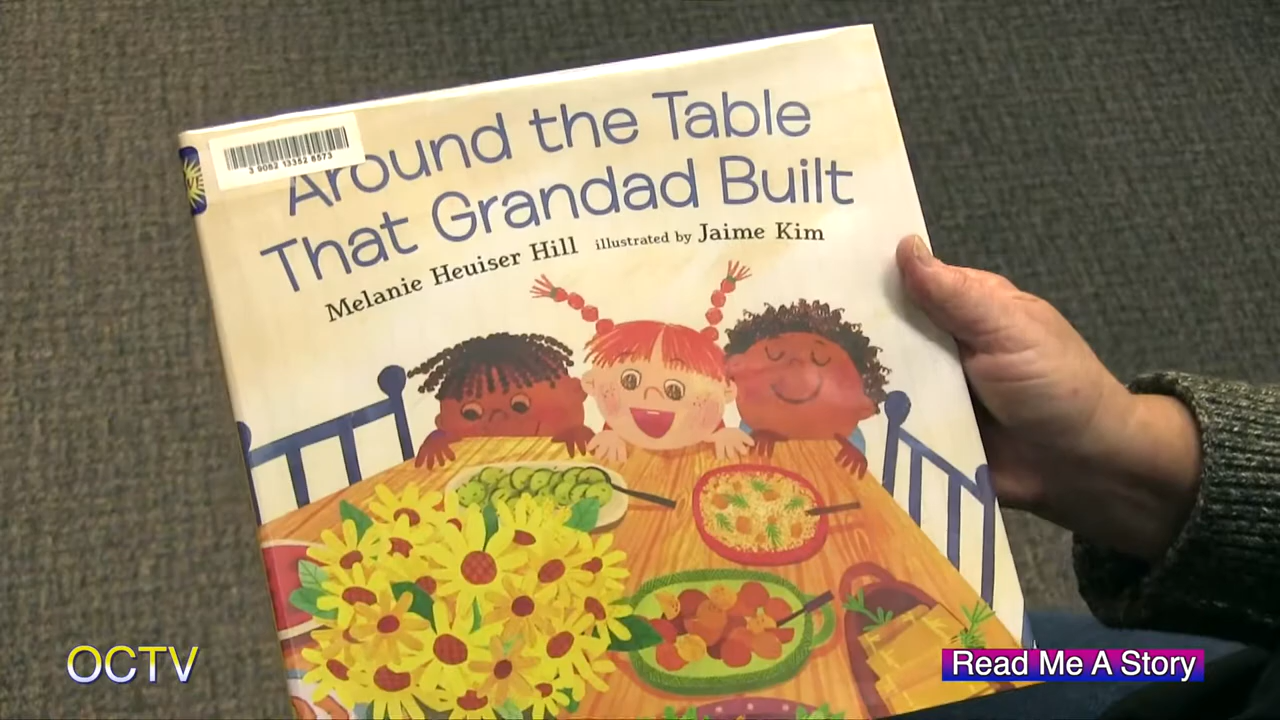 Around the Table
That Grandad Built
Melanie Heuiser Hill illustrated by Jaime Kim
3 9082 13352 8573
OCTV
Read Me A Story